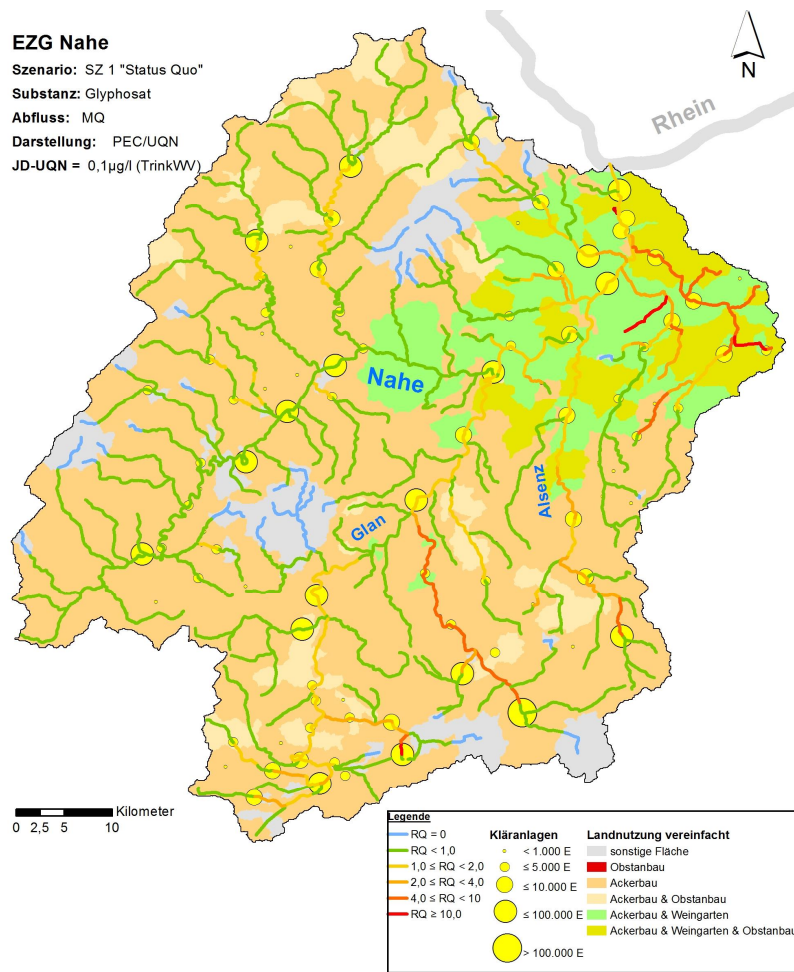 EZG Nahe
Szenario: SZ 1 "Status Quo"
Substanz: Glyphosat
Abfluss: MQ
Darstellung: PEC/UQN
JD-UQN = 0,1µg/l (TrinkWV)
N
Rhein
Nahe
Glan
Alsenz
Kilometer
0 2,5 5 10
Legende
RQ = 0
RQ < 1,0
1,0 ≤ RQ < 2,0
2,0 ≤ RQ < 4,0
4,0 ≤ RQ < 10
RQ ≥ 10,0
Kläranlagen
< 1.000 E
≤ 5.000 E
≤ 10.000 E
≤ 100.000 E
> 100.000 E
Landnutzung vereinfacht
sonstige Fläche
Obstanbau
Ackerbau
Ackerbau & Obstanbau
Ackerbau & Weingarten
Ackerbau & Weingarten & Obstanbau